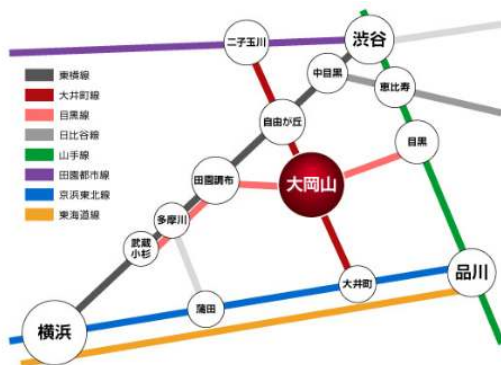 二子玉川
渋谷
中目黒
恵比寿
自由が丘
目黒
田園調布
大岡山
多摩川
武蔵
小杉
大井町
品川
蒲田
横浜
東横線
大井町線
目黒線
日比谷線
山手線
田園都市線
京浜東北線
東海道線